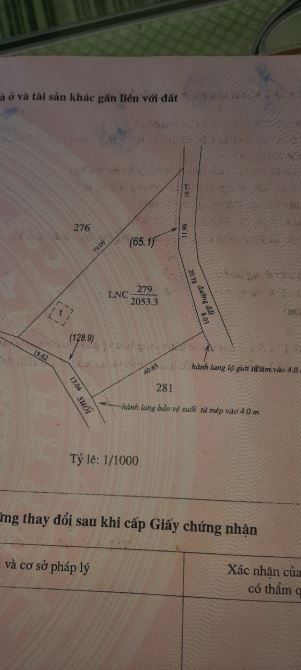 à ở và tài sản khác gắn liền với đất
276
79.09
(65.1)
16.77
11.90
20.78
đường đất
8.01
LNC 279
2053.3
(128.9)
18.62
13.04
SUỐI
40.65
281
hành lang lộ giới từ tim vào 4.0
hành lang bảo vệ suối từ mép vào 4.0 m
Tỷ lệ: 1/1000
ững thay đổi sau khi cấp Giấy chứng nhận
và cơ sở pháp lý
Xác nhận của
có thẩm q